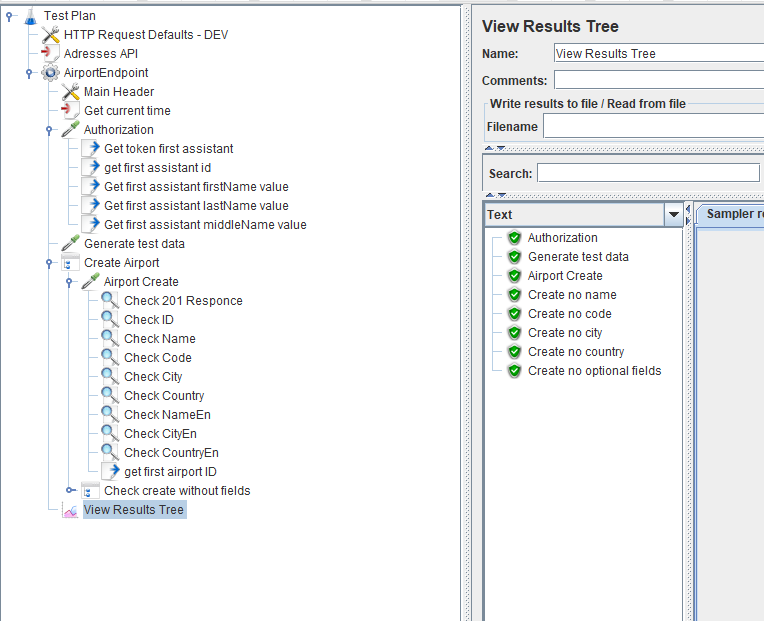 Test Plan
HTTP Request Defaults - DEV
Adresses API
AirportEndpoint
Main Header
Get current time
Authorization
Get token first assistant
get first assistant id
Get first assistant firstName value
Get first assistant lastName value
Get first assistant middleName value
Generate test data
Create Airport
Airport Create
Check 201 Responce
Check ID
Check Name
Check Code
Check City
Check Country
Check NameEn
Check CityEn
Check CountryEn
get first airport ID
Check create without fields
View Results Tree
View Results Tree
Name: View Results Tree
Comments:
Write results to file / Read from file
Filename
Search:
Text
Sampler re
Authorization
Generate test data
Airport Create
Create no name
Create no code
Create no city
Create no country
Create no optional fields